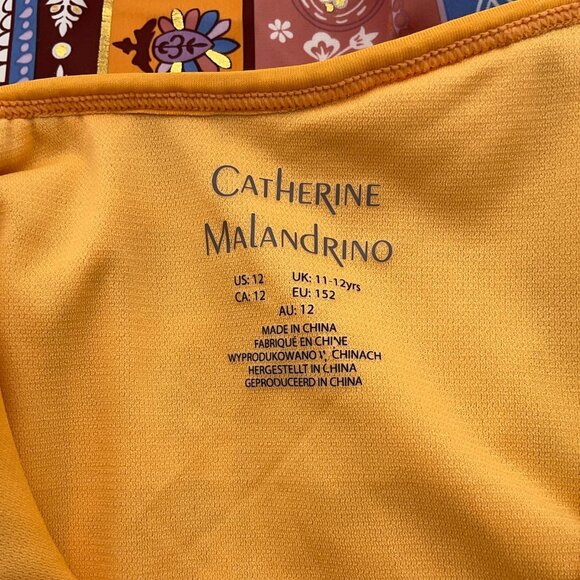 CATHERINE
MALANDRINO
US: 12 UK: 11-12yrs
CA: 12 EU: 152
AU: 12
MADE IN CHINA
FABRIQUÉ EN CHINE
WYPRODUKOWANO W CHINACH
HERGESTELLT IN CHINA
GEPRODUCEERD IN CHINA